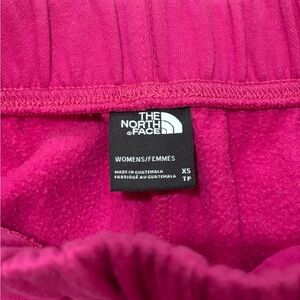 THE
NORTH
FACE
WOMENS/FEMMES
MADE IN GUATEMALA XS
FABRIQUÉ AU GUATEMALA TP